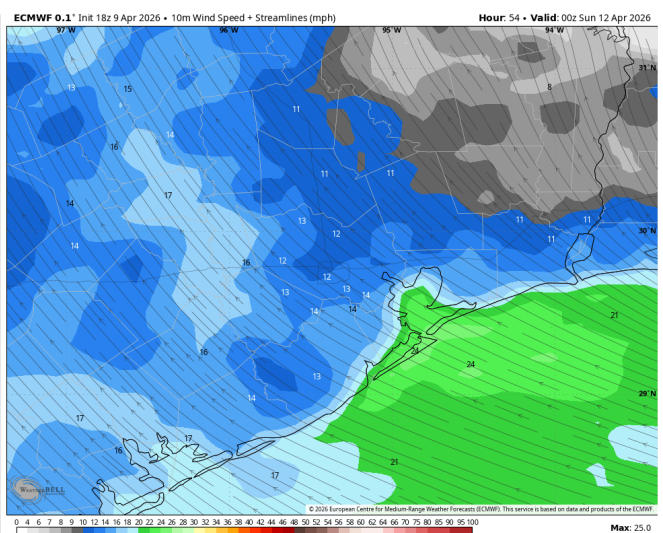 ECMWF 0.1° Init 18z 9 Apr 2026 • 10m Wind Speed + Streamlines (mph)
Hour: 54 • Valid: 00z Sun 12 Apr 2026
97°W 96°W 95°W 94°W
31°N
13 15 8
11
14
16
11 11
17
14
13 11 11
30°N
12 11
14
16 12
12
13 13 14
14 14
21
16 24
24
13
29°N
14
17
17
16
21
17
WEATHERBELL
© 2026 European Centre for Medium-Range Weather Forecasts (ECMWF). This service is based on data and products of the ECMWF.
0 4 6 7 8 9 10 12 14 16 18 20 22 24 26 28 30 32 34 36 38 40 42 44 46 48 50 52 54 56 58 60 62 64 66 70 75 80 85 90 95 100
Max: 25.0